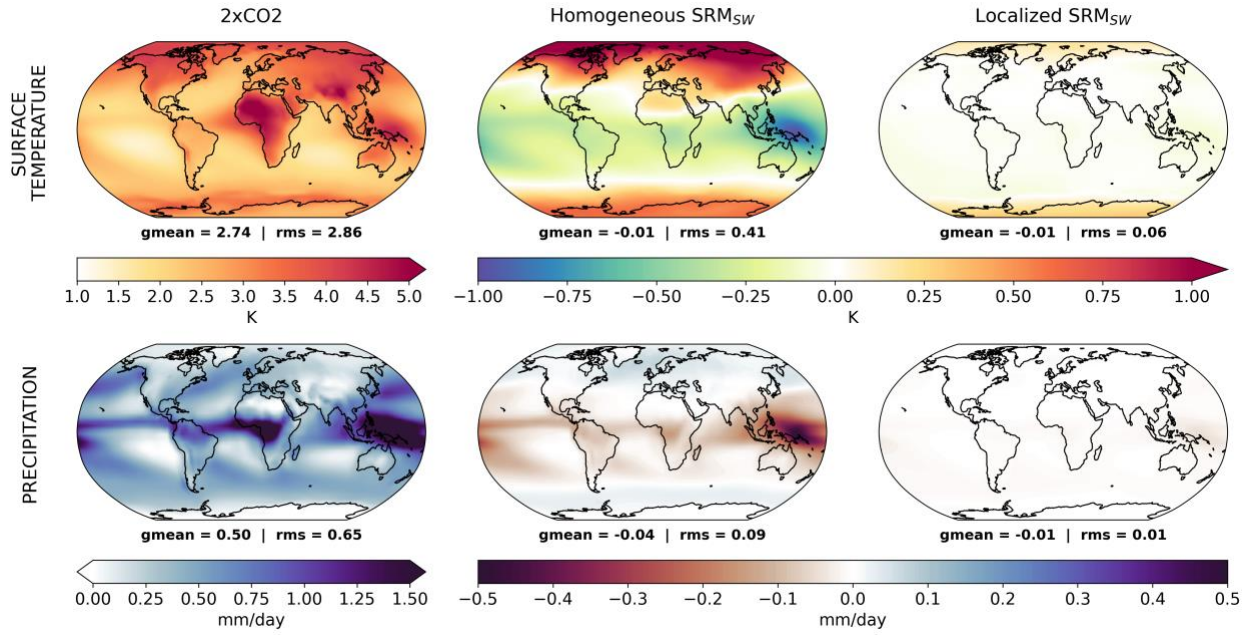 2xCO2
Homogeneous SRM_SW
Localized SRM_SW
SURFACE
TEMPERATURE
gmean = 2.74 | rms = 2.86
gmean = -0.01 | rms = 0.41
gmean = -0.01 | rms = 0.06
1.0 1.5 2.0 2.5 3.0 3.5 4.0 4.5 5.0
K
−1.00 −0.75 −0.50 −0.25 0.00 0.25 0.50 0.75 1.00
K
PRECIPITATION
gmean = 0.50 | rms = 0.65
gmean = -0.04 | rms = 0.09
gmean = -0.01 | rms = 0.01
0.00 0.25 0.50 0.75 1.00 1.25 1.50
mm/day
−0.5 −0.4 −0.3 −0.2 −0.1 0.0 0.1 0.2 0.3 0.4 0.5
mm/day